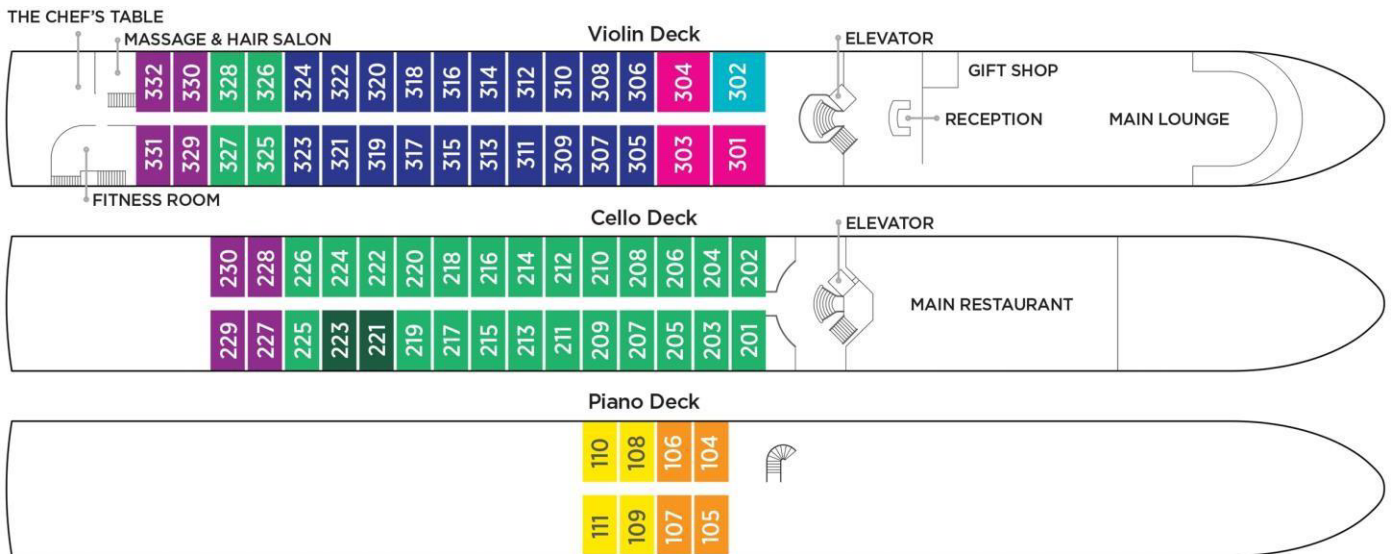 THE CHEF'S TABLE
MASSAGE & HAIR SALON
Violin Deck
ELEVATOR
332 330 328 326 324 322 320 318 316 314 312 310 308 306 304 302
GIFT SHOP
RECEPTION
MAIN LOUNGE
331 329 327 325 323 321 319 317 315 313 311 309 307 305 303 301
FITNESS ROOM
Cello Deck
ELEVATOR
230 228 226 224 222 220 218 216 214 212 210 208 206 204 202
MAIN RESTAURANT
229 227 225 223 221 219 217 215 213 211 209 207 205 203 201
Piano Deck
110 108 106 104
111 109 107 105